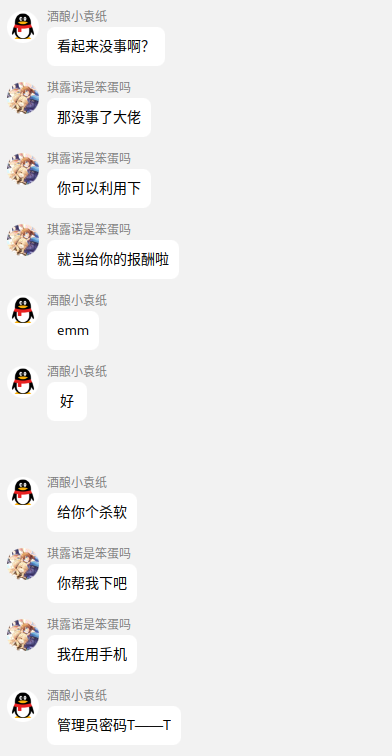 酒酿小袁纸
看起来没事啊?
琪露诺是笨蛋吗
那没事了大佬
琪露诺是笨蛋吗
你可以利用下
琪露诺是笨蛋吗
就当给你的报酬啦
酒酿小袁纸
emm
酒酿小袁纸
好
酒酿小袁纸
给你个杀软
琪露诺是笨蛋吗
你帮我下吧
琪露诺是笨蛋吗
我在用手机
酒酿小袁纸
管理员密码T——T